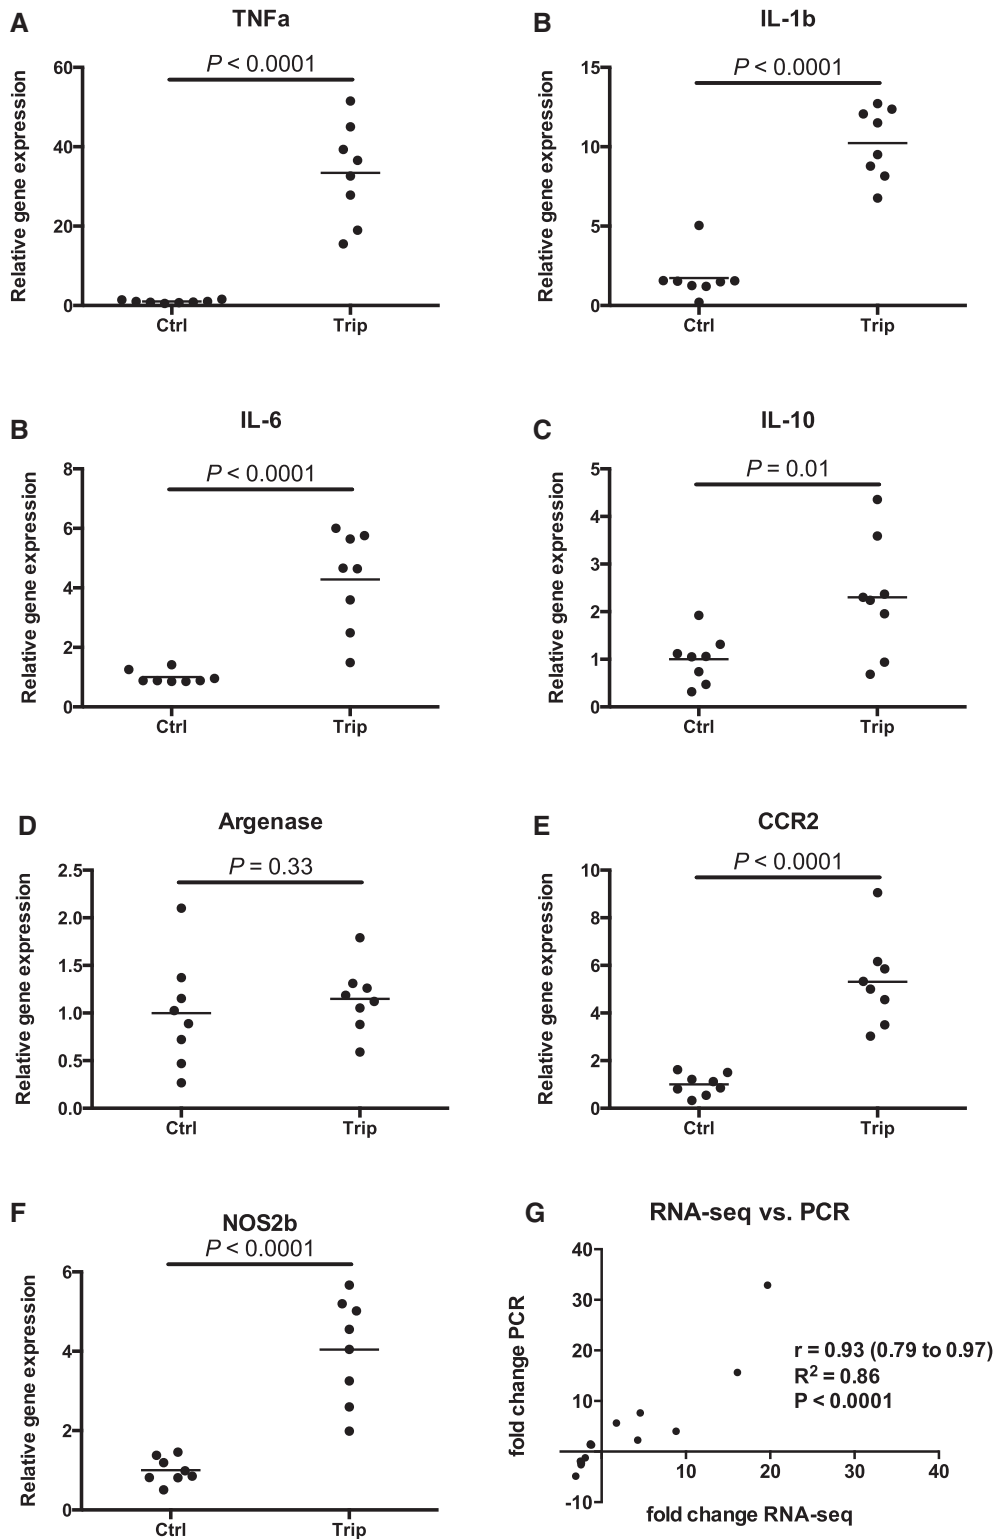 A
TNFa
P < 0.0001
Relative gene expression
60
40
20
0
Ctrl
Trip
B
IL-1b
P < 0.0001
Relative gene expression
15
10
5
0
Ctrl
Trip
B
IL-6
P < 0.0001
Relative gene expression
8
6
4
2
0
Ctrl
Trip
C
IL-10
P = 0.01
Relative gene expression
5
4
3
2
1
0
Ctrl
Trip
D
Argenase
P = 0.33
Relative gene expression
2.5
2.0
1.5
1.0
0.5
0.0
Ctrl
Trip
E
CCR2
P < 0.0001
Relative gene expression
10
8
6
4
2
0
Ctrl
Trip
F
NOS2b
P < 0.0001
Relative gene expression
6
4
2
0
Ctrl
Trip
G
RNA-seq vs. PCR
fold change PCR
40
30
20
10
-10
r = 0.93 (0.79 to 0.97)
R² = 0.86
P < 0.0001
10
20
30
40
fold change RNA-seq